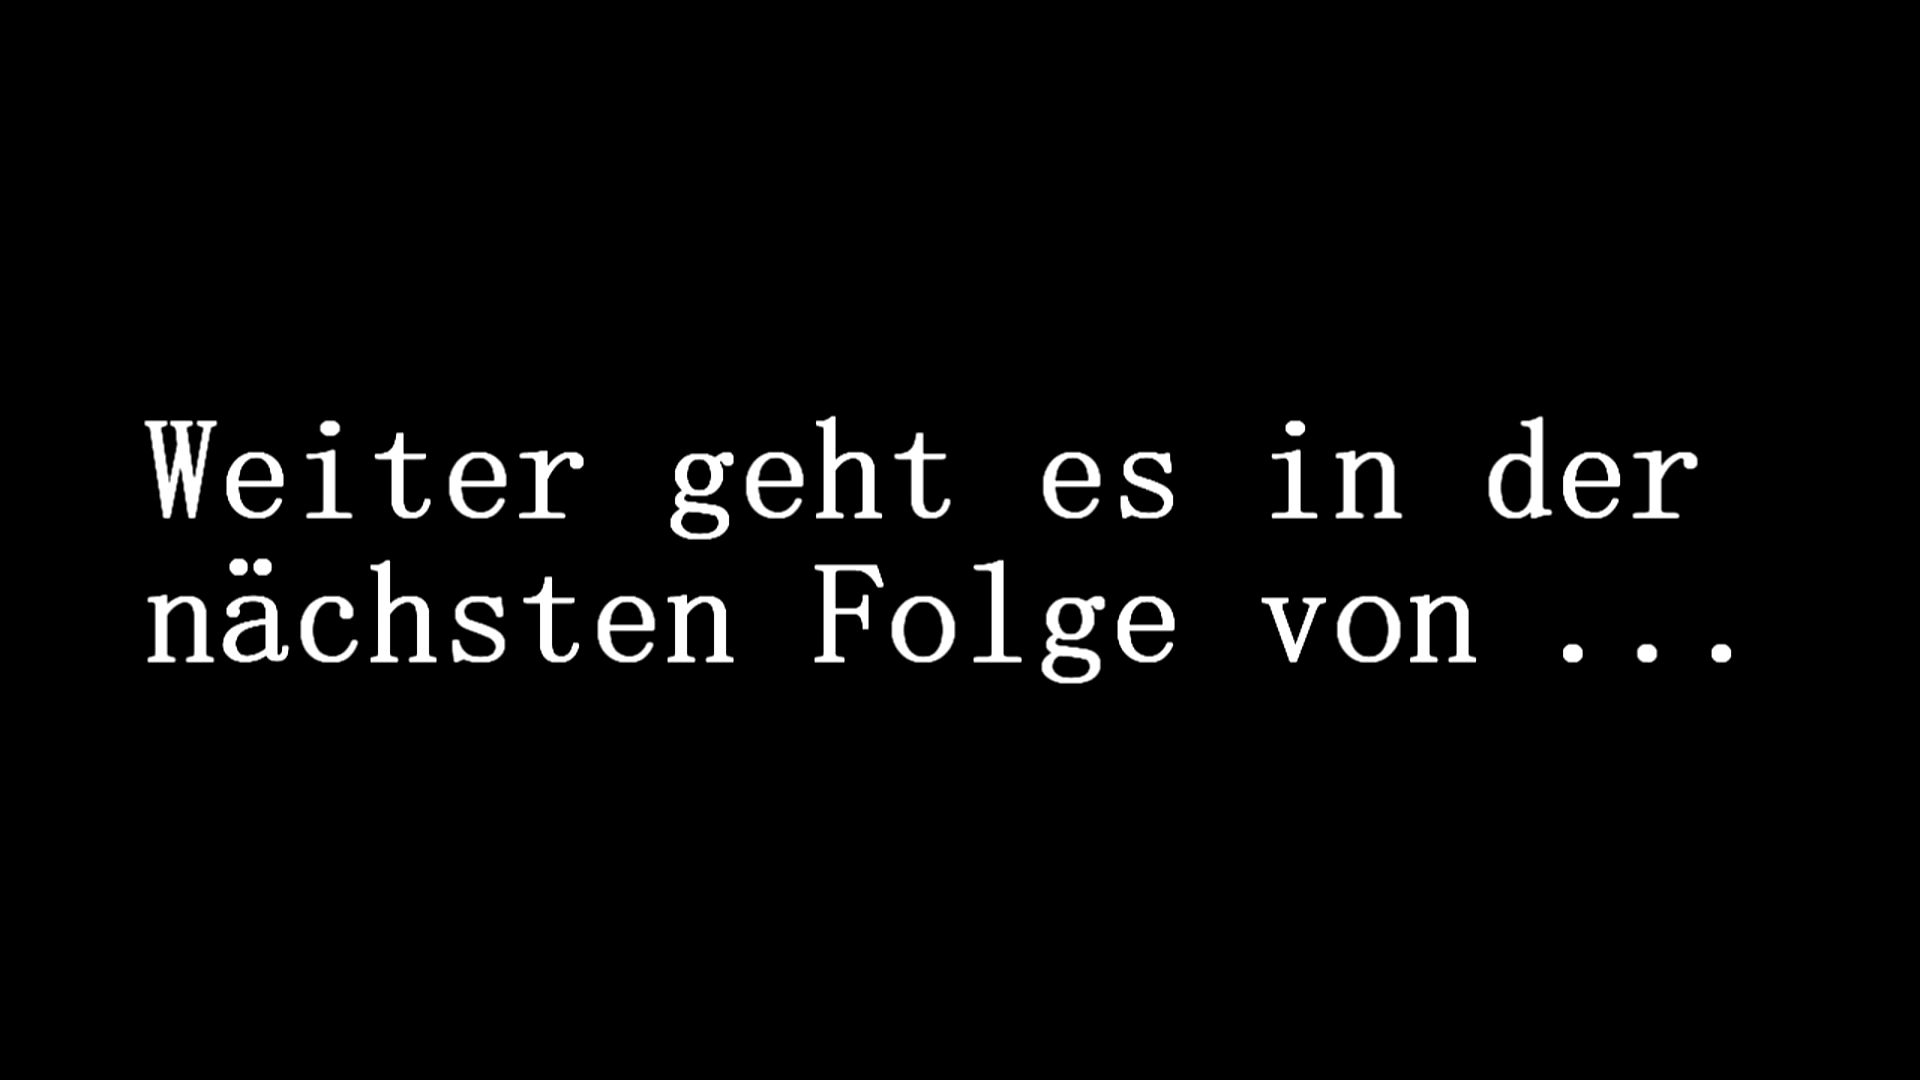 Weiter geht es in der
nächsten Folge von ...